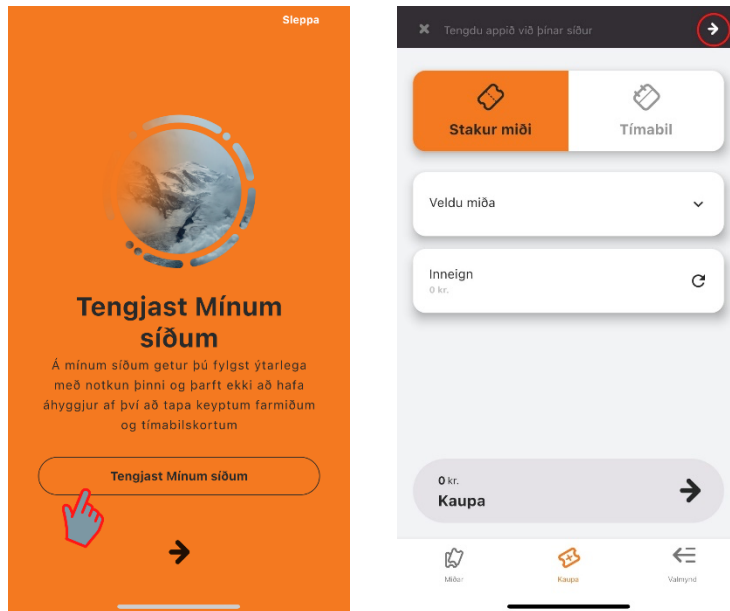 Sleppa
Tengjast Mínum
síðum
Á mínum síðum getur þú fylgst ýtarlega
með notkun þinni og þarft ekki að hafa
áhyggjur af því að tapa keyptum farmiðum
og tímabilskortum
Tengjast Mínum síðum
Tengdu appið við þínar síður
Stakur miði
Tímabil
Veldu miða
Inneign
0 kr.
0 kr.
Kaupa
Miðar
Kaupa
Valmynd